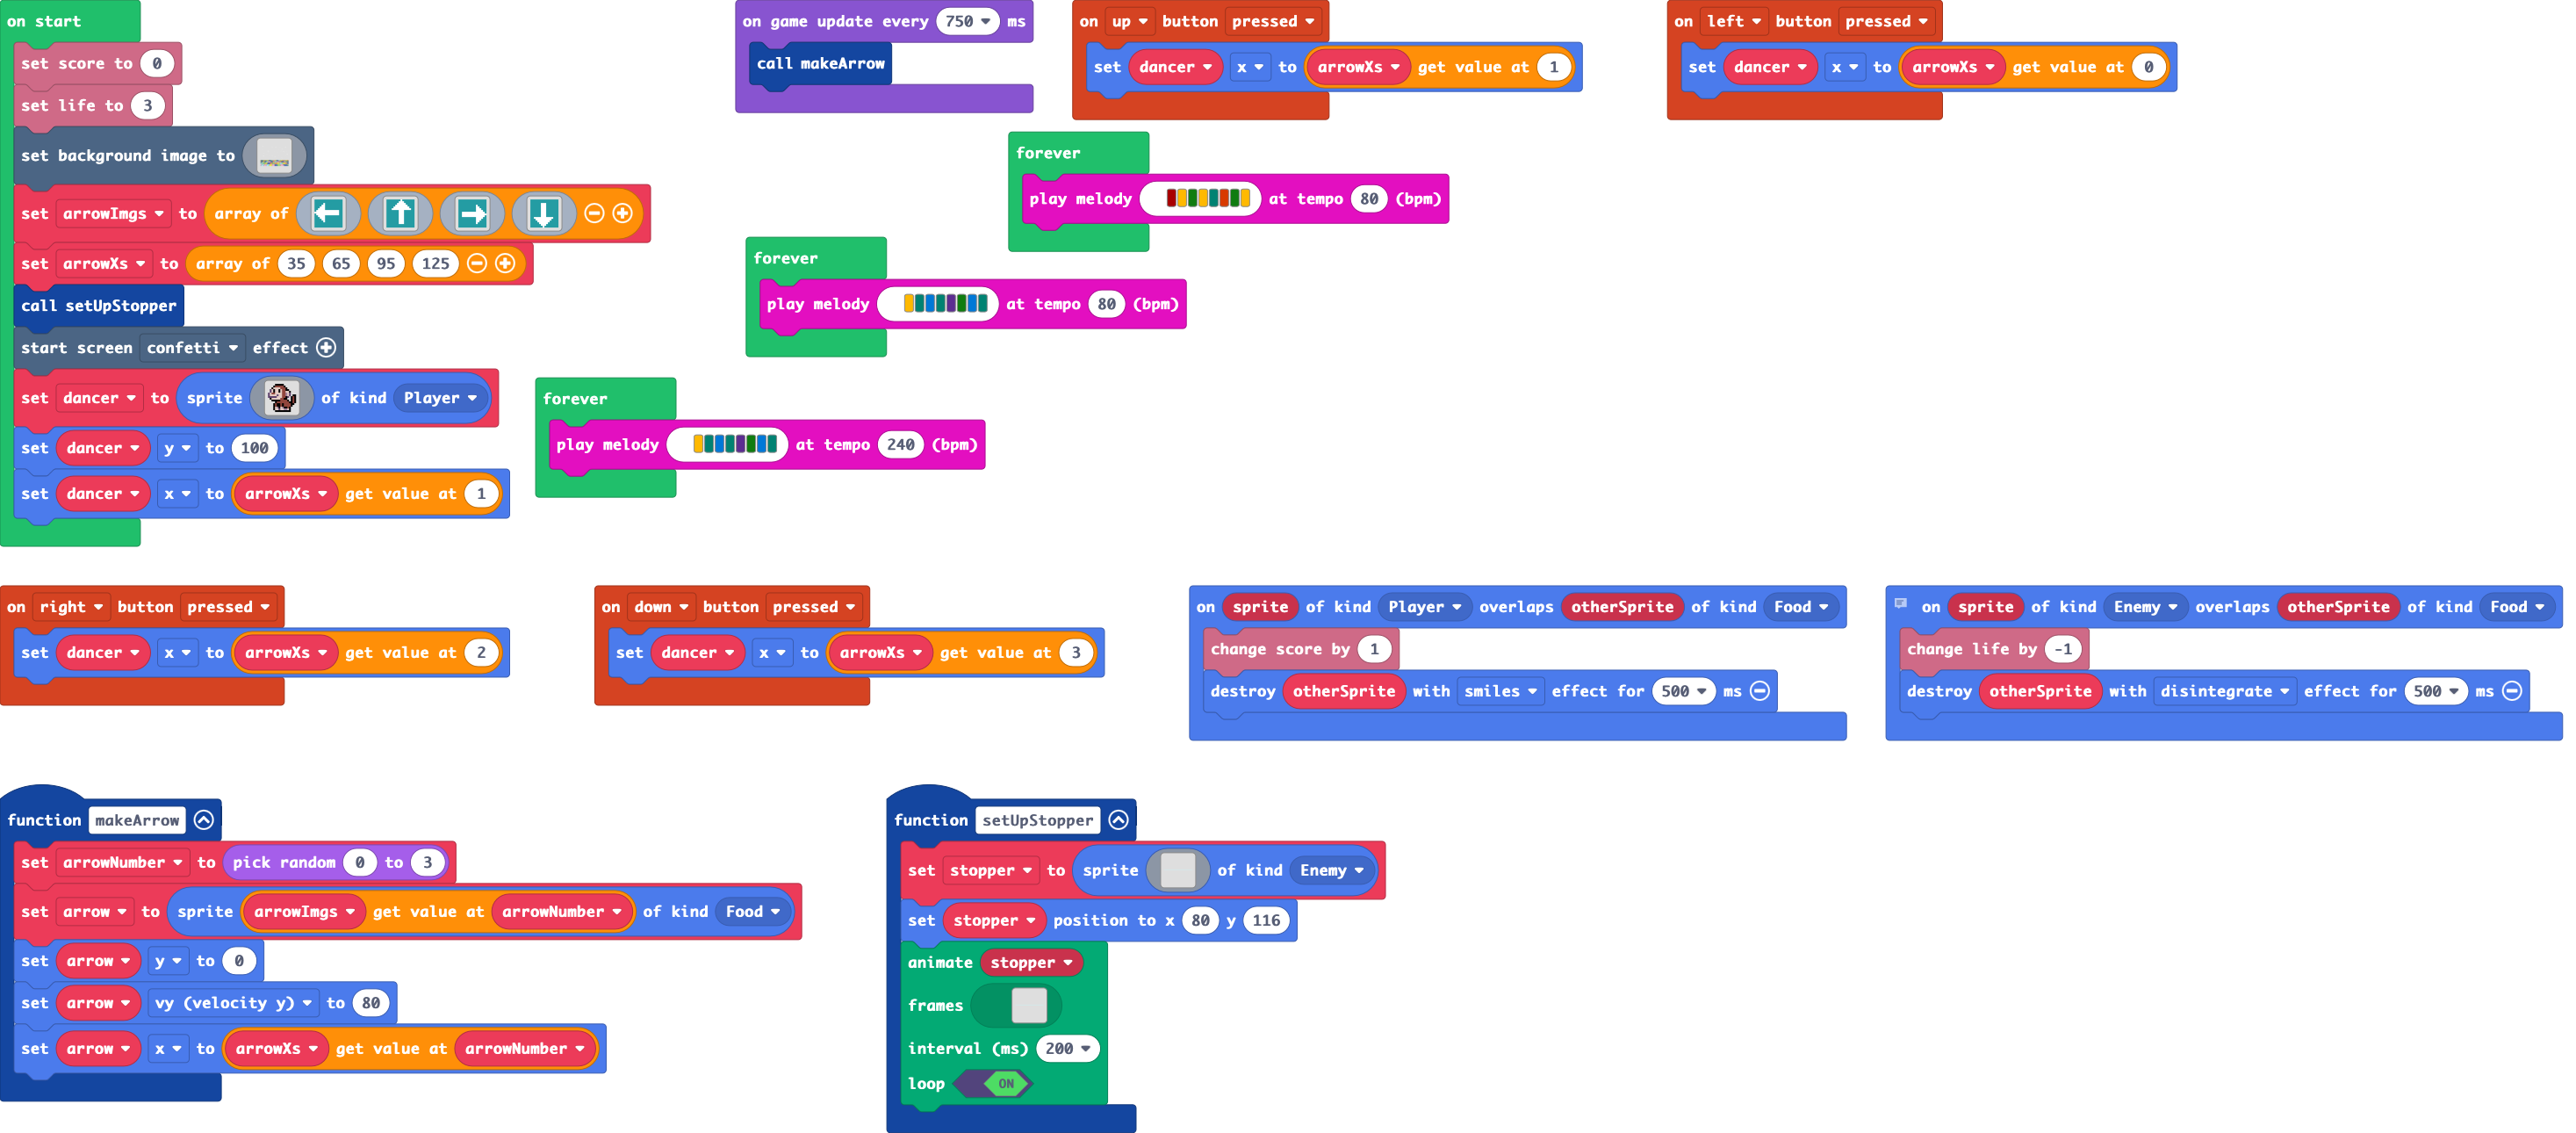 on start
set score to 0
set life to 3
set background image to
set arrowImgs to array of
set arrowXs to array of 35 65 95 125
call setUpStopper
start screen confetti effect
set dancer to sprite of kind Player
set dancer y to 100
set dancer x to arrowXs get value at 1
on game update every 750 ms
call makeArrow
on up button pressed
set dancer x to arrowXs get value at 1
on left button pressed
set dancer x to arrowXs get value at 0
forever
play melody at tempo 80 (bpm)
forever
play melody at tempo 80 (bpm)
forever
play melody at tempo 240 (bpm)
on right button pressed
set dancer x to arrowXs get value at 2
on down button pressed
set dancer x to arrowXs get value at 3
on sprite of kind Player overlaps otherSprite of kind Food
change score by 1
destroy otherSprite with smiles effect for 500 ms
on sprite of kind Enemy overlaps otherSprite of kind Food
change life by -1
destroy otherSprite with disintegrate effect for 500 ms
function makeArrow
set arrowNumber to pick random 0 to 3
set arrow to sprite arrowImgs get value at arrowNumber of kind Food
set arrow y to 0
set arrow vy (velocity y) to 80
set arrow x to arrowXs get value at arrowNumber
function setUpStopper
set stopper to sprite of kind Enemy
set stopper position to x 80 y 116
animate stopper
frames
interval (ms) 200
loop ON